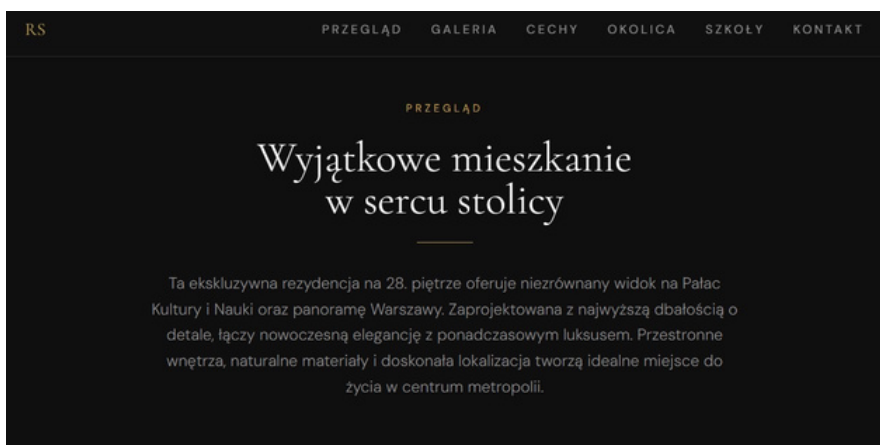 RS
PRZEGLĄD GALERIA CECHY OKOLICA SZKOŁY KONTAKT
PRZEGLĄD
Wyjątkowe mieszkanie
w sercu stolicy
Ta ekskluzywna rezydencja na 28. piętrze oferuje niezrównany widok na Pałac
Kultury i Nauki oraz panoramę Warszawy. Zaprojektowana z najwyższą dbałością o
detale, łączy nowoczesną elegancję z ponadczasowym luksusem. Przestronne
wnętrza, naturalne materiały i doskonała lokalizacja tworzą idealne miejsce do
życia w centrum metropolii.